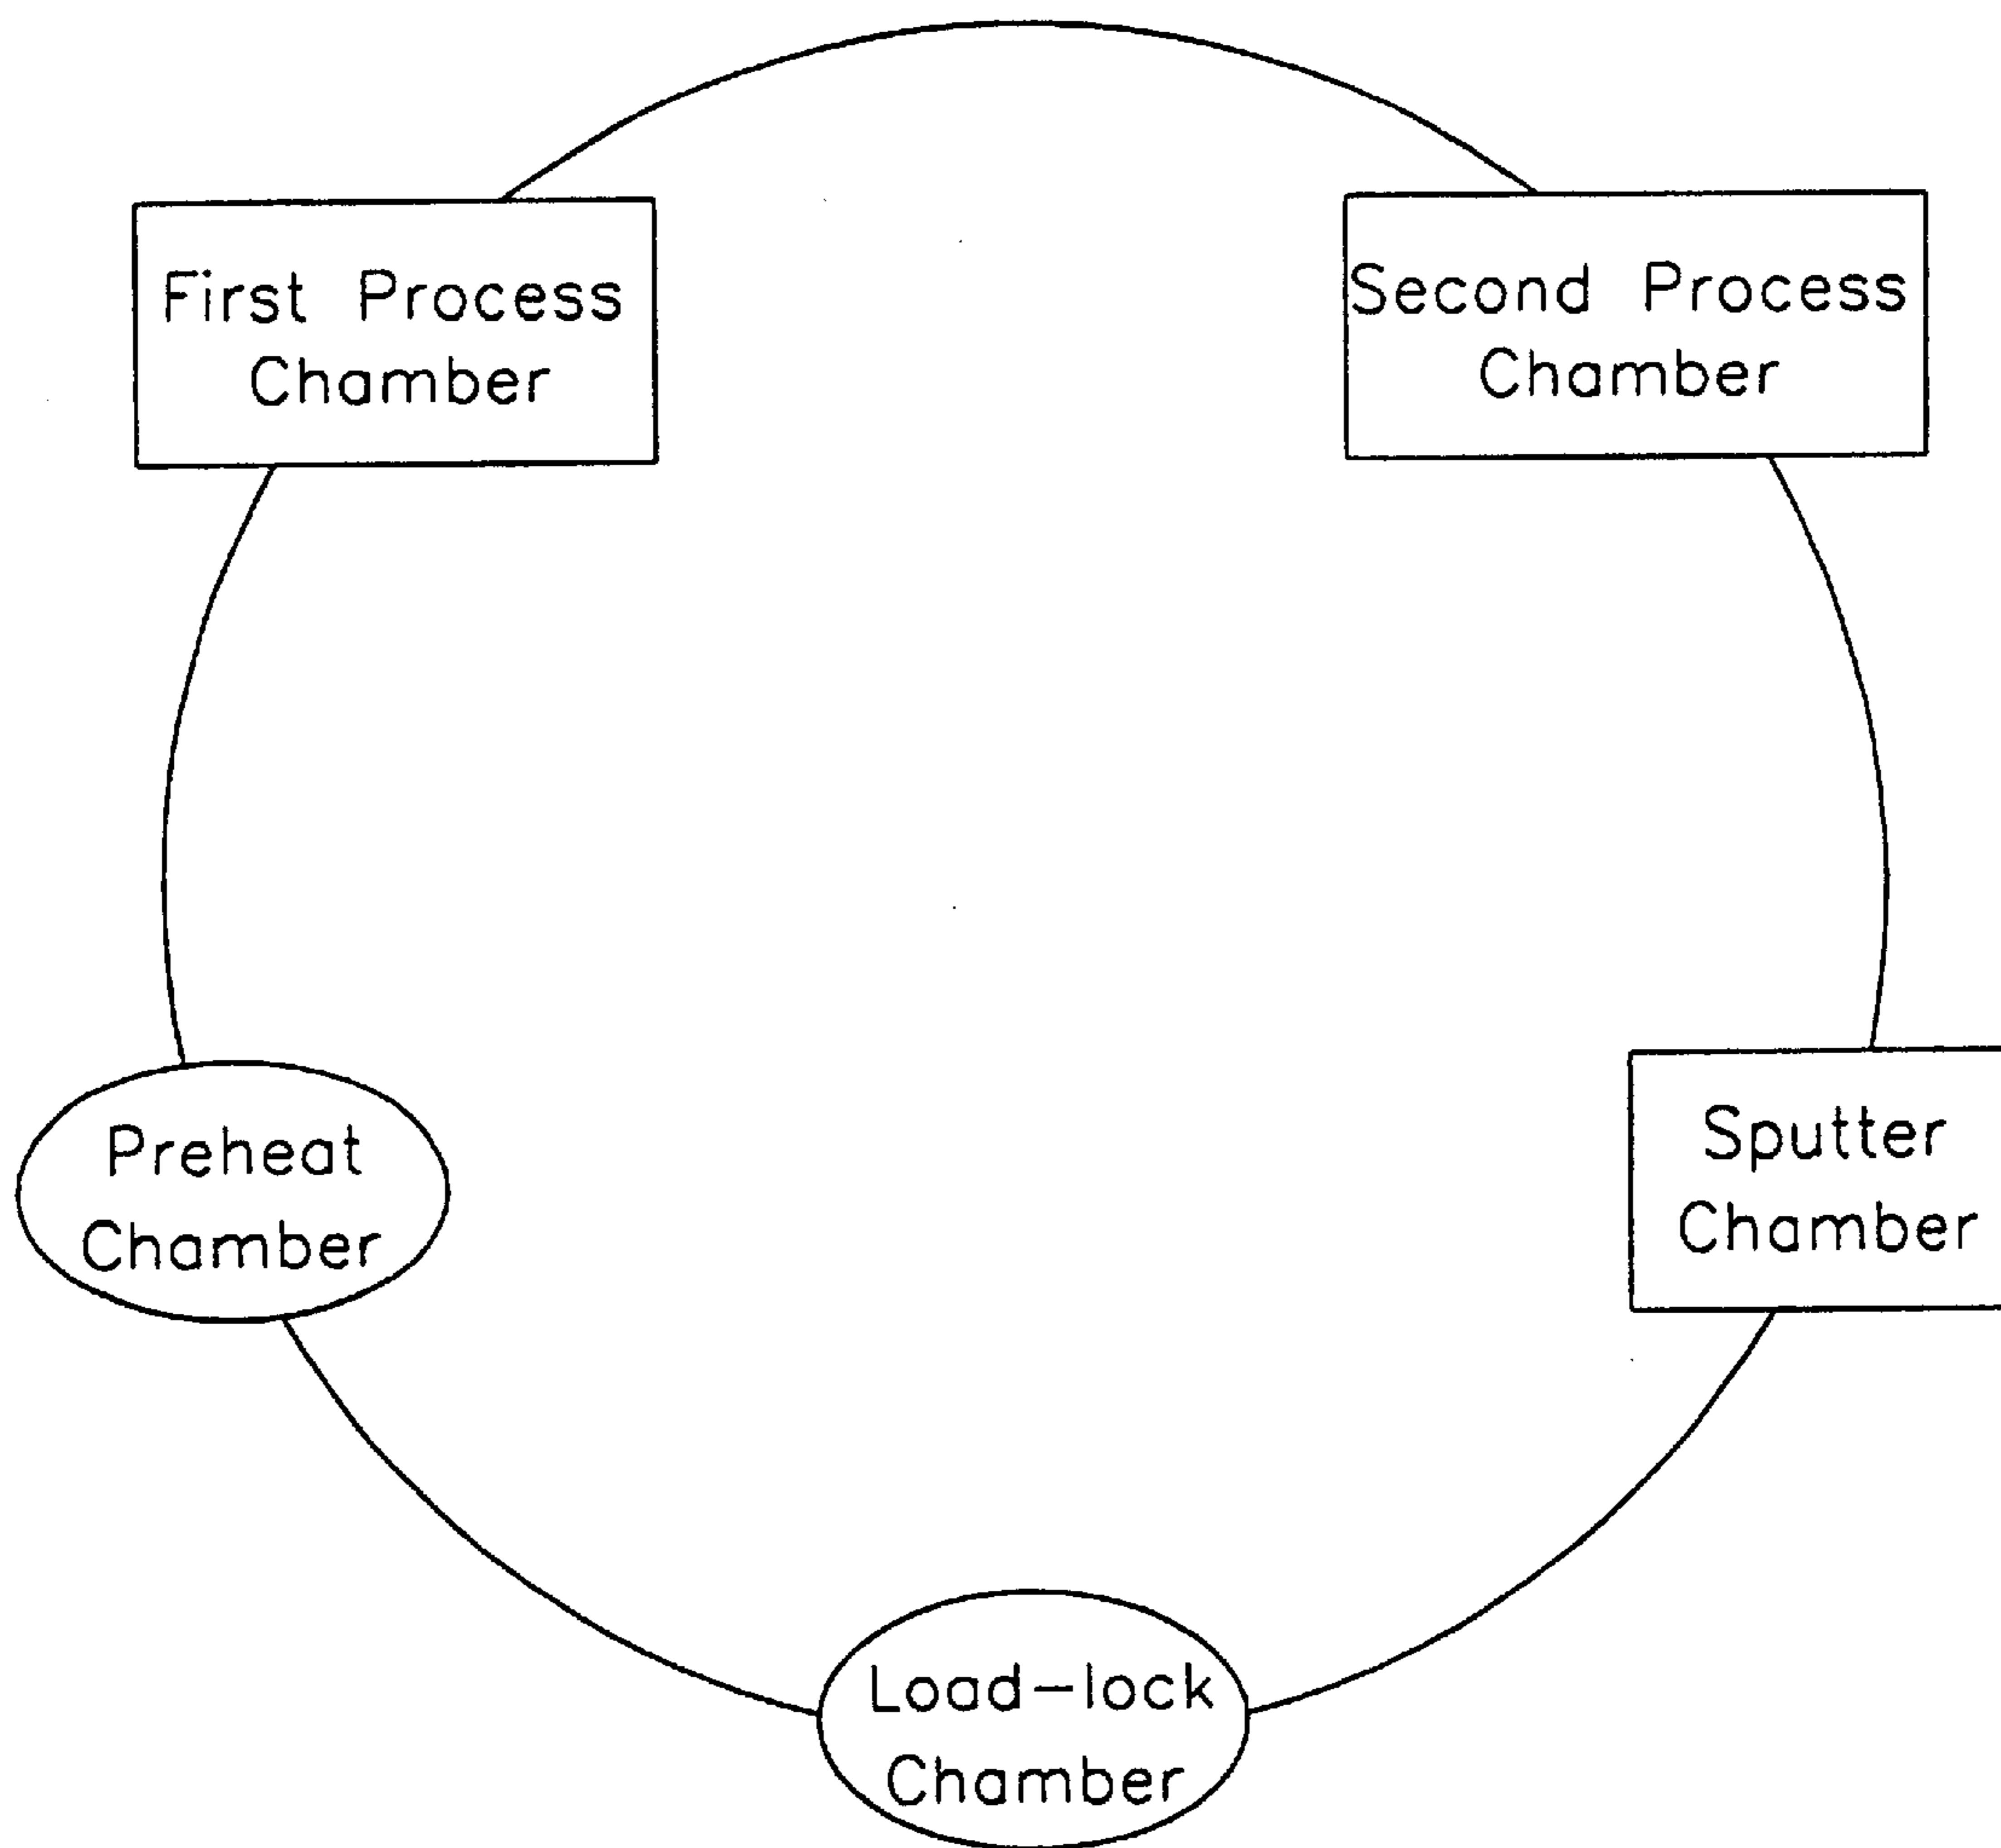 First Process
Chamber
Second Process
Chamber
Preheat
Chamber
Sputter
Chamber
Load-lock
Chamber